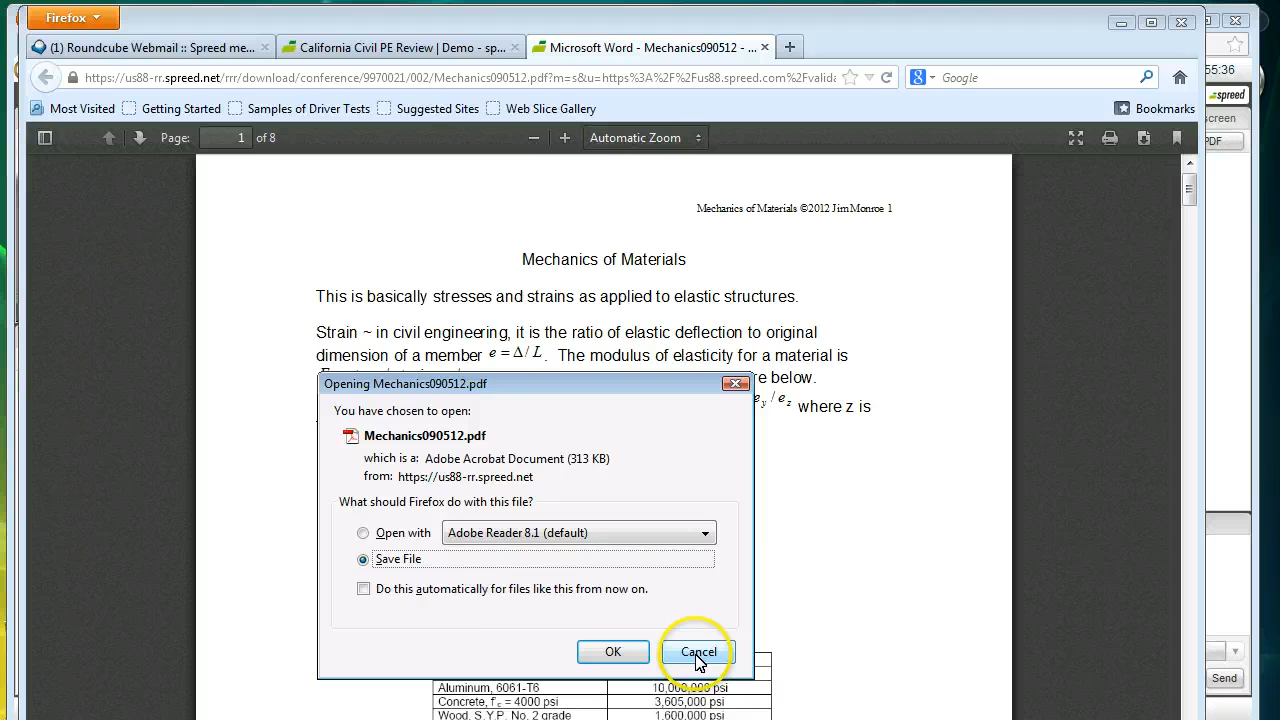 Firefox
(1) Roundcube Webmail :: Spreed me...
California Civil PE Review | Demo - sp...
Microsoft Word - Mechanics090512.pdf - ...
https://us88-rr.spreed.net/rrr/download/conference/9970021/002/Mechanics090512.pdf?m=s&u=https%3A%2F%2Fus88.spreed.com%2Fvalida
Google
55:36
Most Visited
Getting Started
Samples of Driver Tests
Suggested Sites
Web Slice Gallery
Bookmarks
spreed
screen
Page: 1 of 8
Automatic Zoom
PDF
Mechanics of Materials ©2012 Jim Monroe 1
Mechanics of Materials
This is basically stresses and strains as applied to elastic structures.
Strain ~ in civil engineering, it is the ratio of elastic deflection to original
dimension of a member e = Δ / L. The modulus of elasticity for a material is
re below.
e_y / e_z where z is
Opening Mechanics090512.pdf
You have chosen to open:
Mechanics090512.pdf
which is a: Adobe Acrobat Document (313 KB)
from: https://us88-rr.spreed.net
What should Firefox do with this file?
Open with Adobe Reader 8.1 (default)
Save File
Do this automatically for files like this from now on.
OK
Cancel
Send
Aluminum, 6061-T6 10,000,000 psi
Concrete, f'c = 4000 psi 3,605,000 psi
Wood, S.Y.P. No. 2 grade 1,600,000 psi